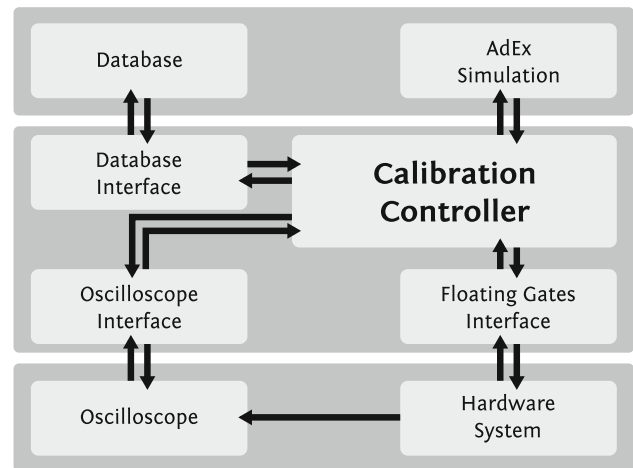 Database
AdEx
Simulation
Database
Interface
Calibration
Controller
Oscilloscope
Interface
Floating Gates
Interface
Oscilloscope
Hardware
System